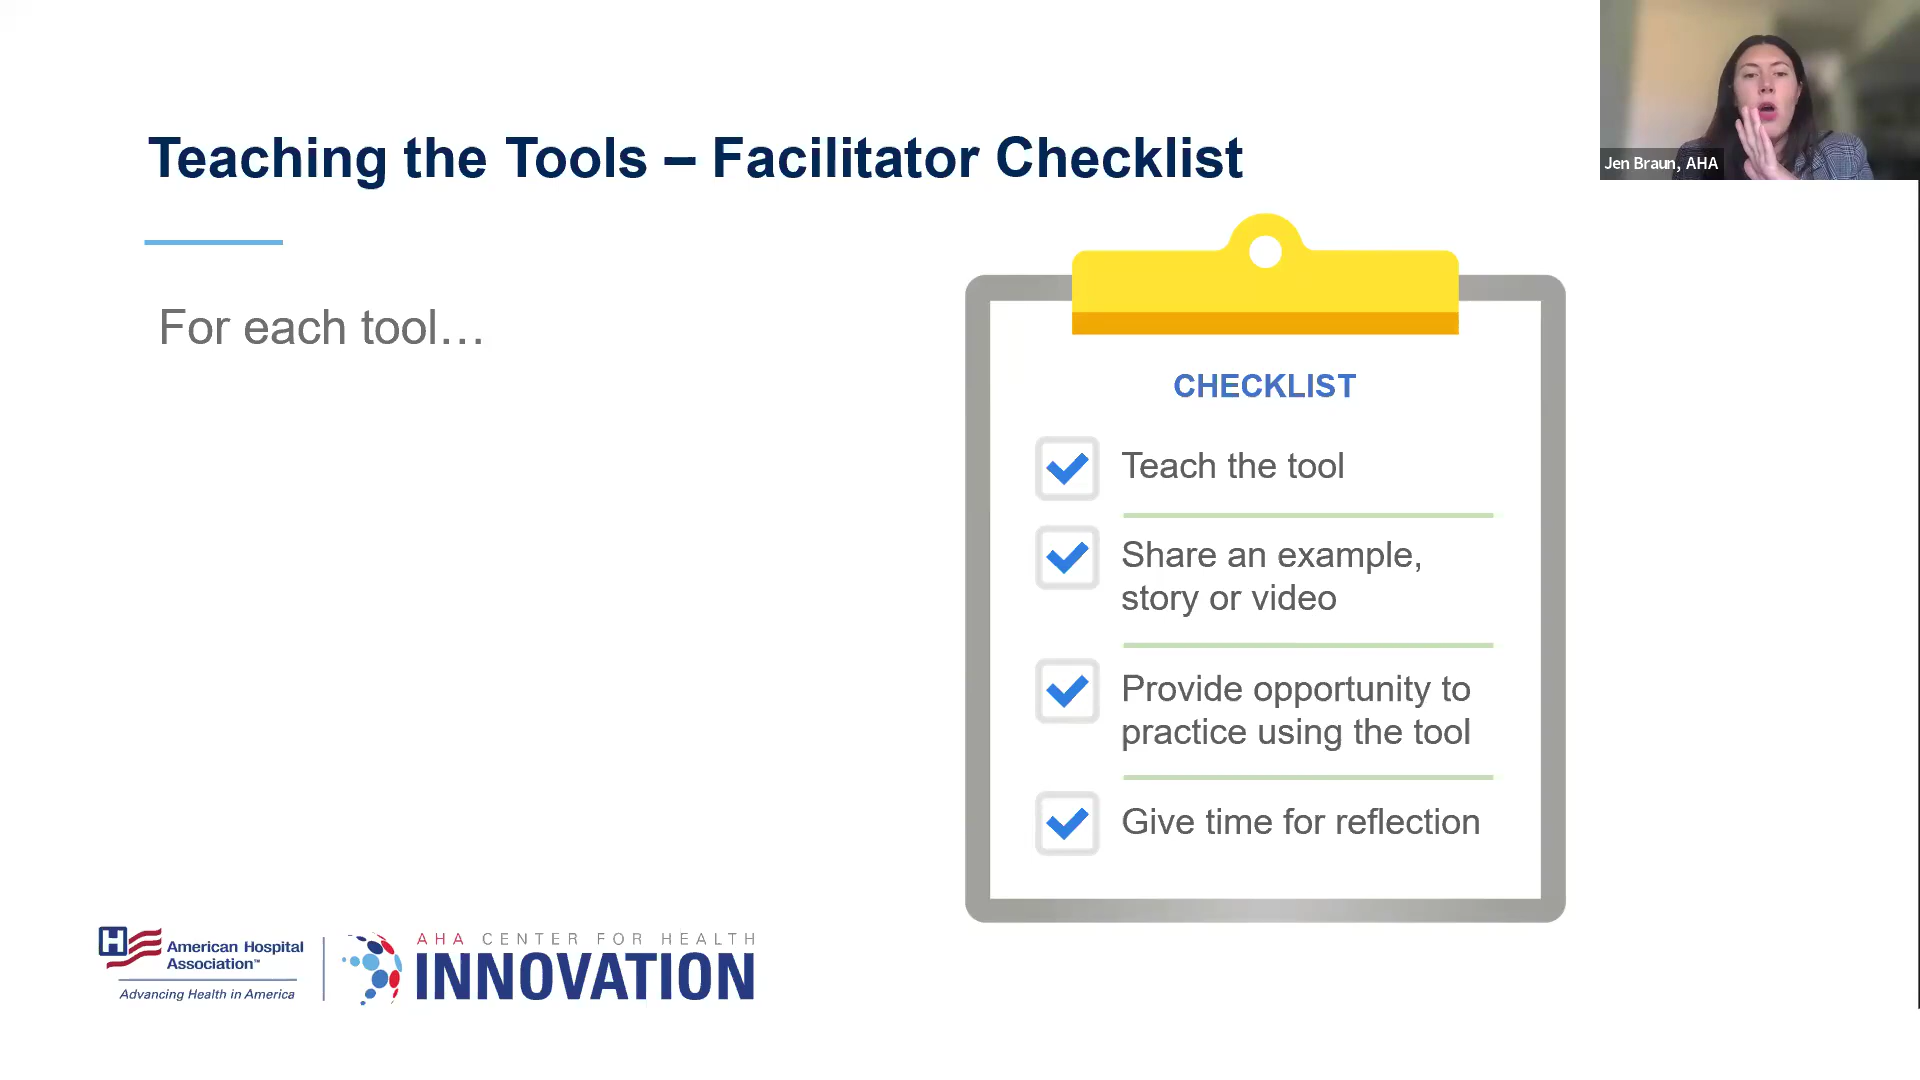 Teaching the Tools – Facilitator Checklist
Jen Braun, AHA
For each tool…
CHECKLIST
Teach the tool
Share an example,
story or video
Provide opportunity to
practice using the tool
Give time for reflection
H
American Hospital
Association™
Advancing Health in America
AHA CENTER FOR HEALTH
INNOVATION